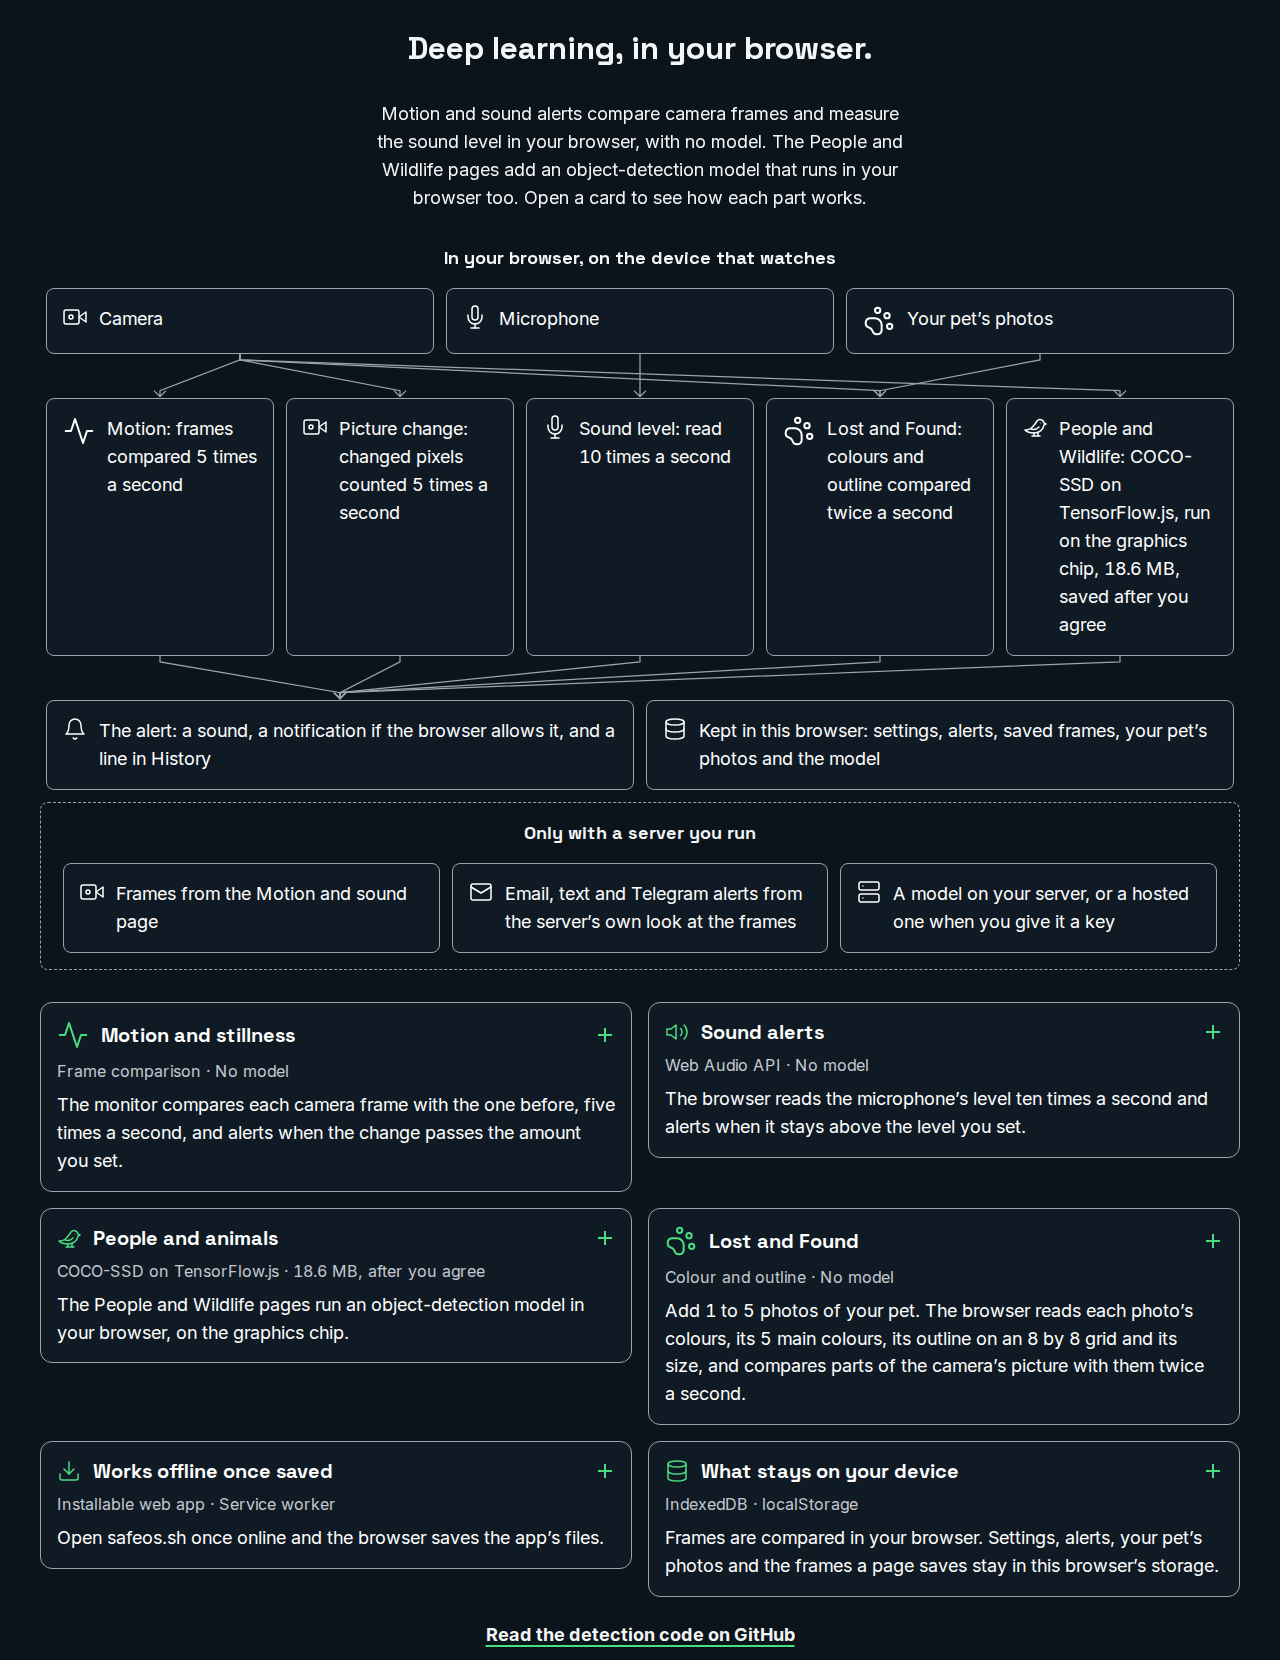 Deep learning, in your browser.
Motion and sound alerts compare camera frames and measure
the sound level in your browser, with no model. The People and
Wildlife pages add an object-detection model that runs in your
browser too. Open a card to see how each part works.
In your browser, on the device that watches
Camera
Microphone
Your pet’s photos
Motion: frames
compared 5 times
a second
Picture change:
changed pixels
counted 5 times a
second
Sound level: read
10 times a second
Lost and Found:
colours and
outline compared
twice a second
People and
Wildlife: COCO-
SSD on
TensorFlow.js, run
on the graphics
chip, 18.6 MB,
saved after you
agree
The alert: a sound, a notification if the browser allows it, and a
line in History
Kept in this browser: settings, alerts, saved frames, your pet’s
photos and the model
Only with a server you run
Frames from the Motion and sound
page
Email, text and Telegram alerts from
the server’s own look at the frames
A model on your server, or a hosted
one when you give it a key
Motion and stillness
Frame comparison · No model
The monitor compares each camera frame with the one before, five
times a second, and alerts when the change passes the amount
you set.
Sound alerts
Web Audio API · No model
The browser reads the microphone’s level ten times a second and
alerts when it stays above the level you set.
People and animals
COCO-SSD on TensorFlow.js · 18.6 MB, after you agree
The People and Wildlife pages run an object-detection model in
your browser, on the graphics chip.
Lost and Found
Colour and outline · No model
Add 1 to 5 photos of your pet. The browser reads each photo’s
colours, its 5 main colours, its outline on an 8 by 8 grid and its
size, and compares parts of the camera’s picture with them twice
a second.
Works offline once saved
Installable web app · Service worker
Open safeos.sh once online and the browser saves the app’s files.
What stays on your device
IndexedDB · localStorage
Frames are compared in your browser. Settings, alerts, your pet’s
photos and the frames a page saves stay in this browser’s storage.
Read the detection code on GitHub